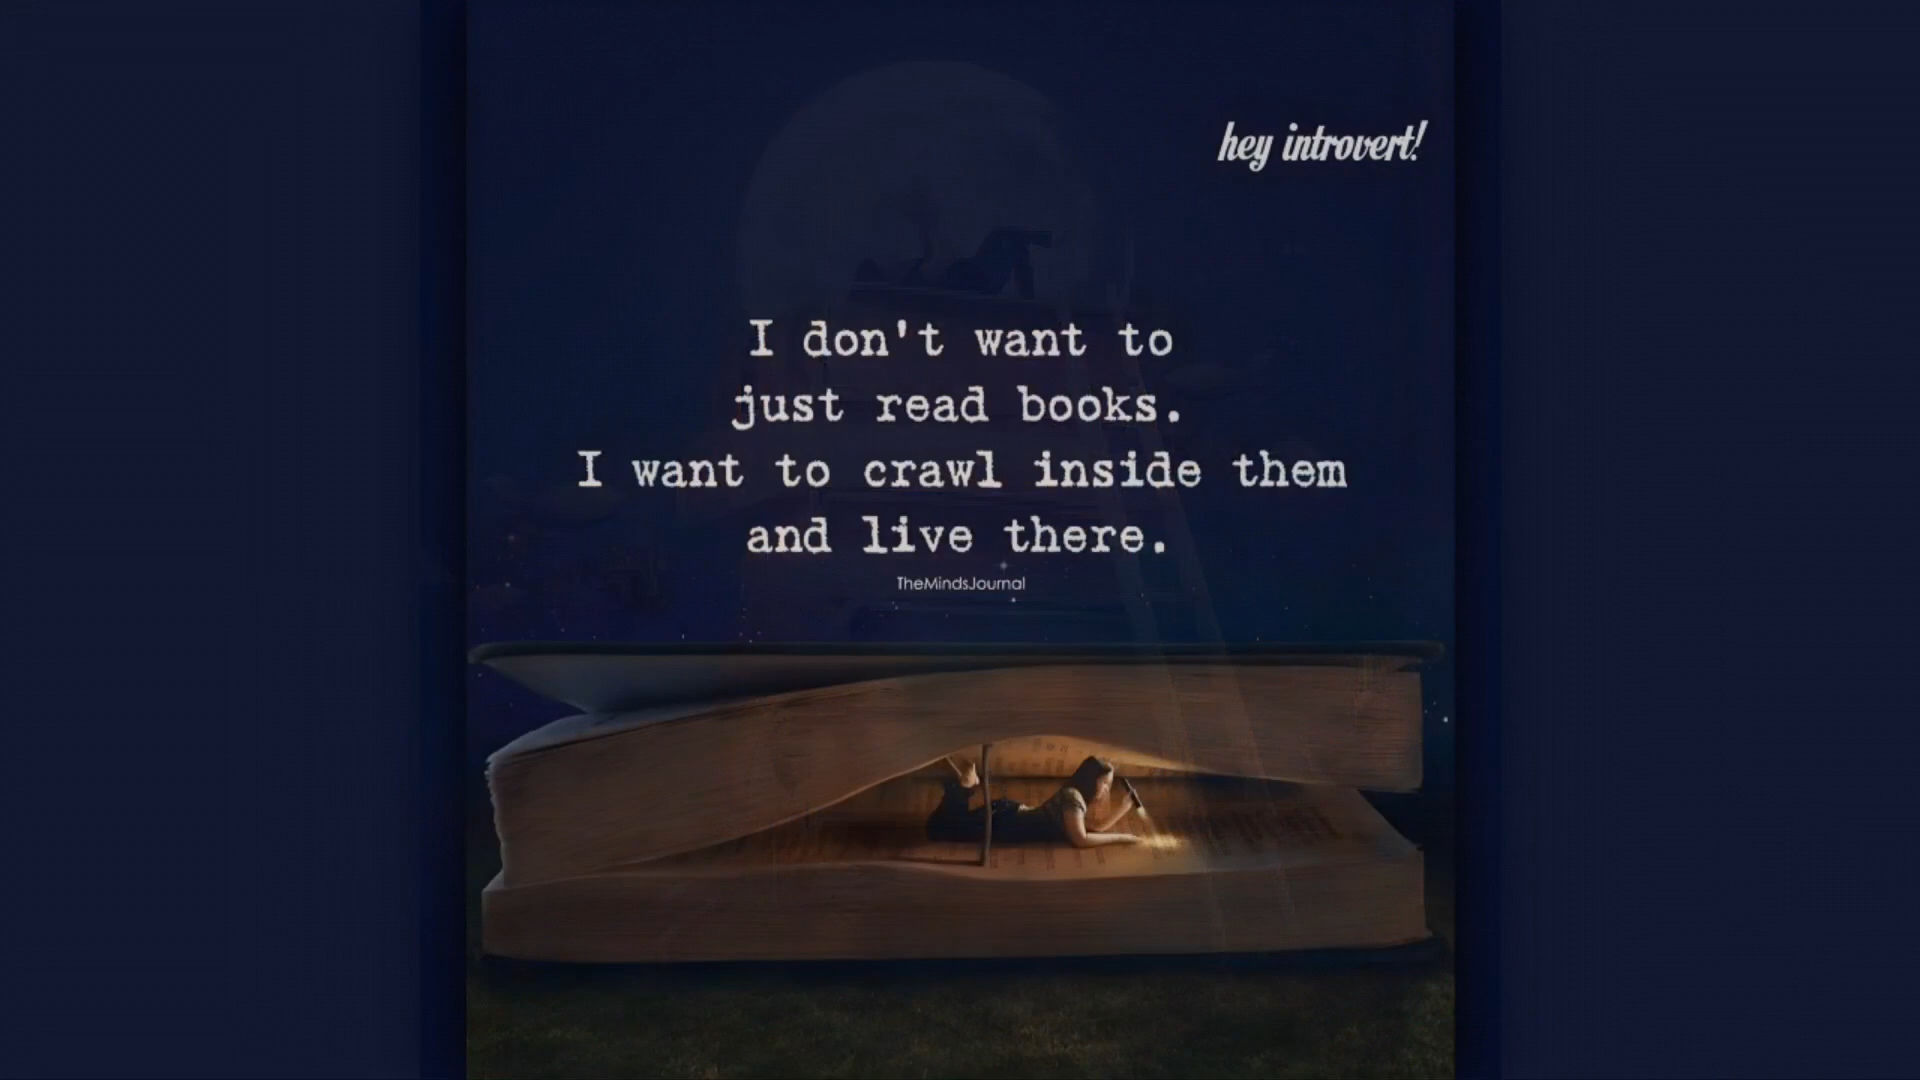 hey introvert!
I don't want to
just read books.
I want to crawl inside them
and live there.
TheMindsJournal